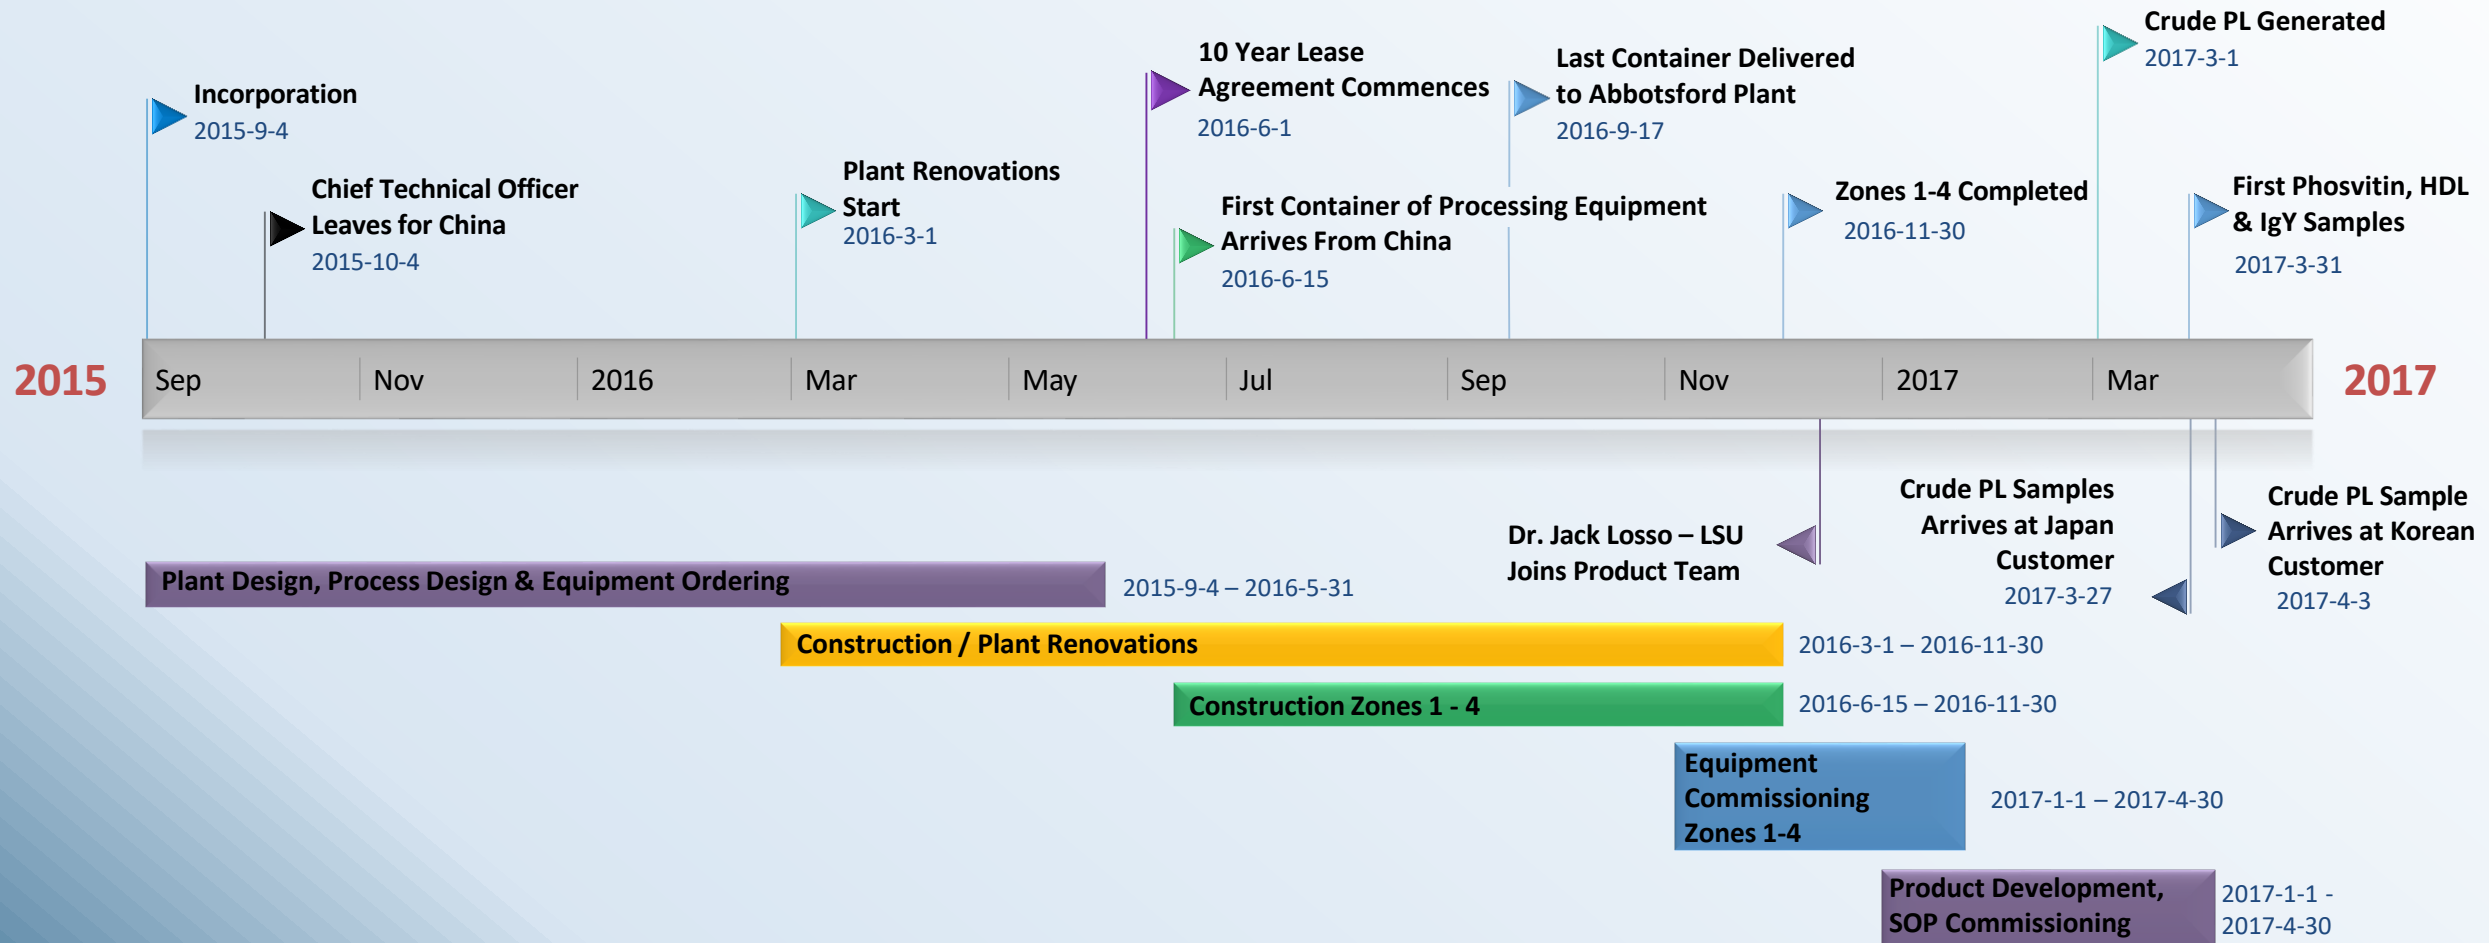 Crude PL Generated
2017-3-1
10 Year Lease
Agreement Commences
2016-6-1
Last Container Delivered
to Abbotsford Plant
2016-9-17
Incorporation
2015-9-4
Chief Technical Officer
Leaves for China
2015-10-4
Plant Renovations
Start
2016-3-1
First Container of Processing Equipment
Arrives From China
2016-6-15
Zones 1-4 Completed
2016-11-30
First Phosvitin, HDL
& IgY Samples
2017-3-31
2015
Sep
Nov
2016
Mar
May
Jul
Sep
Nov
2017
Mar
2017
Dr. Jack Losso – LSU
Joins Product Team
Crude PL Samples
Arrives at Japan
Customer
2017-3-27
Crude PL Sample
Arrives at Korean
Customer
2017-4-3
Plant Design, Process Design & Equipment Ordering
2015-9-4 – 2016-5-31
Construction / Plant Renovations
2016-3-1 – 2016-11-30
Construction Zones 1 - 4
2016-6-15 – 2016-11-30
Equipment
Commissioning
Zones 1-4
2017-1-1 – 2017-4-30
Product Development,
SOP Commissioning
2017-1-1 -
2017-4-30